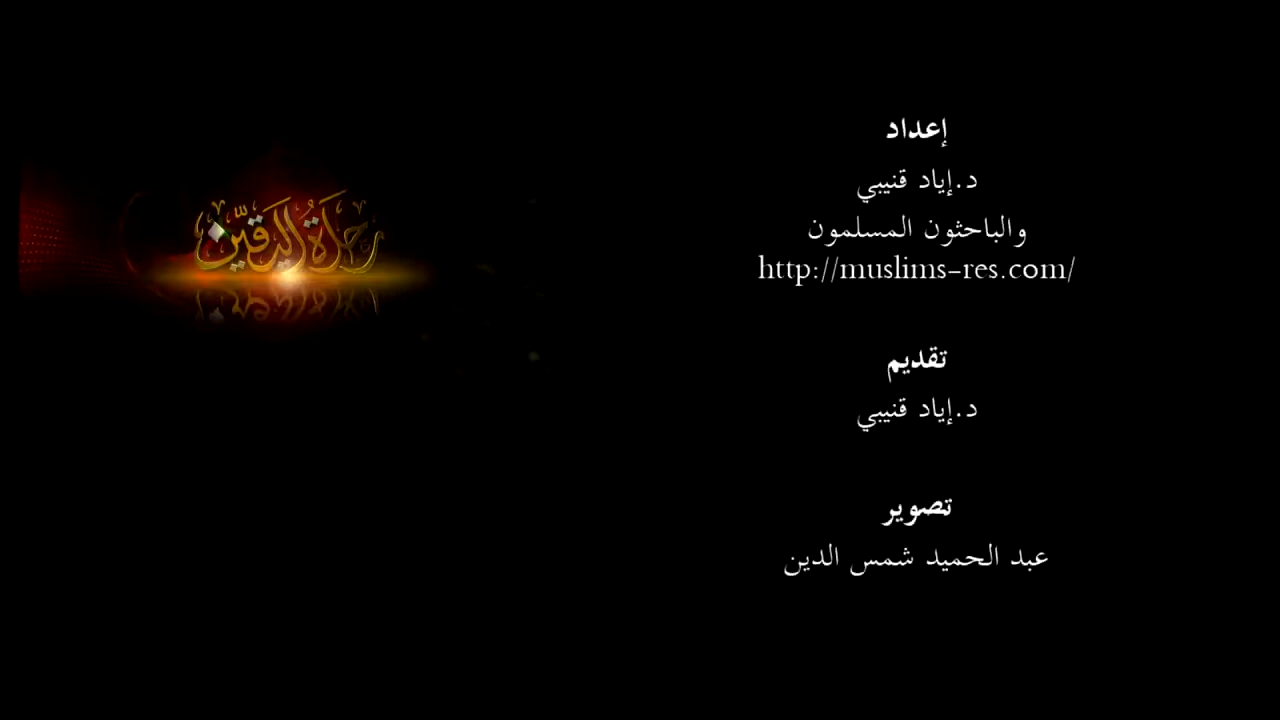 رحلة اليقين
إعداد
د.إياد قنيبي
والباحثون المسلمون
http://muslims-res.com/
تقديم
د.إياد قنيبي
تصوير
عبد الحميد شمس الدين